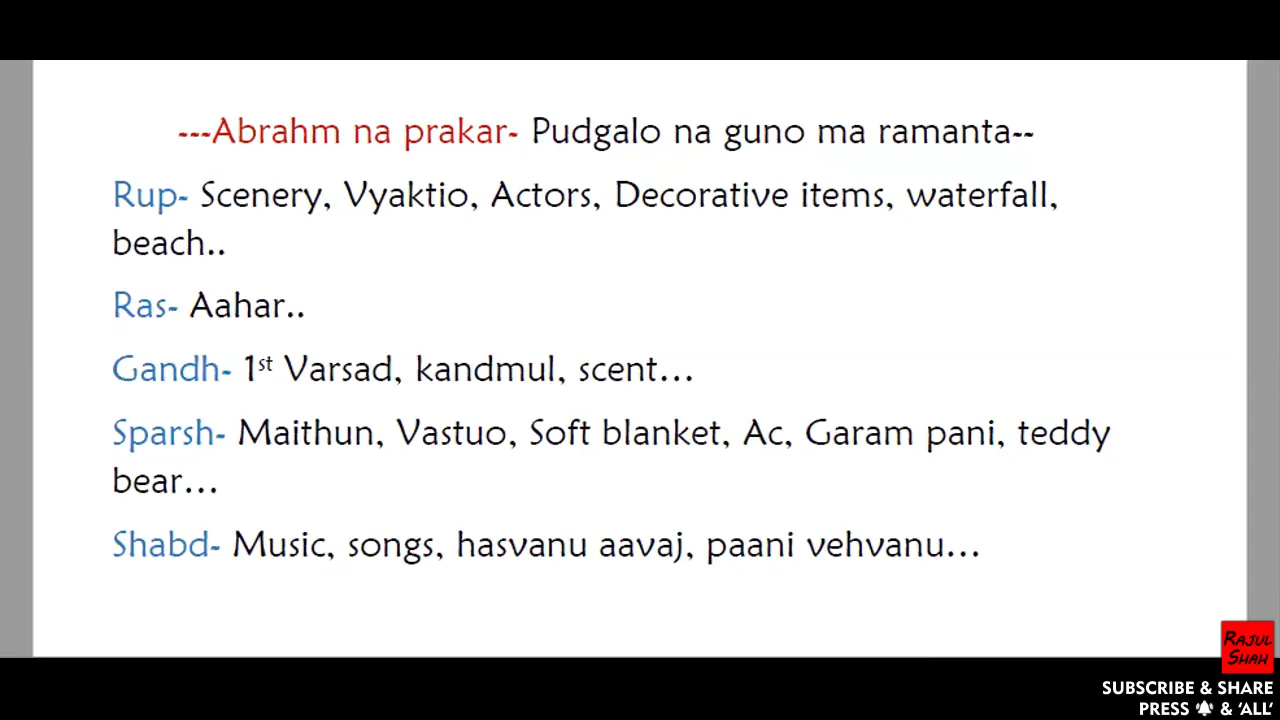 ---Abrahm na prakar- Pudgalo na guno ma ramanta--
Rup- Scenery, Vyaktio, Actors, Decorative items, waterfall,
beach..
Ras- Aahar..
Gandh- 1st Varsad, kandmul, scent...
Sparsh- Maithun, Vastuo, Soft blanket, Ac, Garam pani, teddy
bear...
Shabd- Music, songs, hasvanu aavaj, paani vehvanu...
RAJUL
SHAH
SUBSCRIBE & SHARE
PRESS 🔔 & 'ALL'